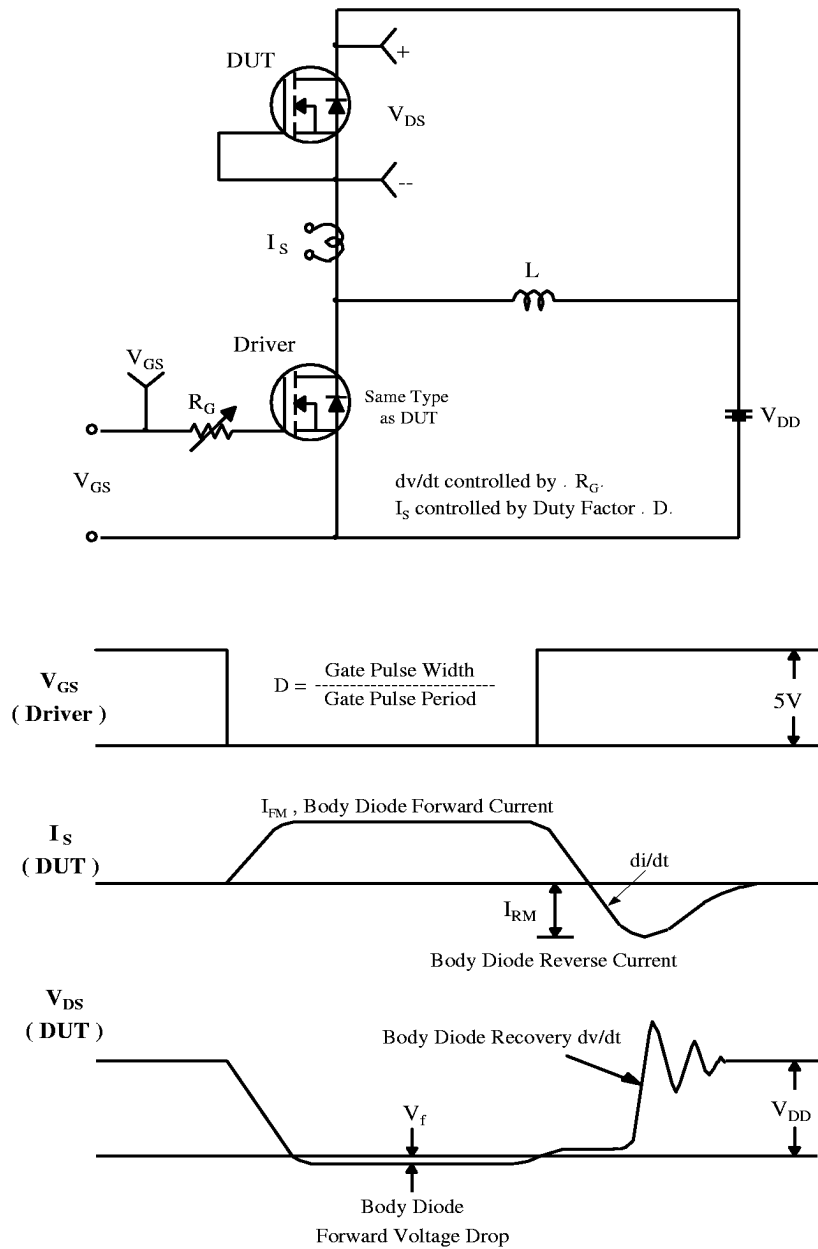 DUT
+
V_DS
--
I_S
L
Driver
V_GS
R_G
Same Type
as DUT
V_DD
V_GS
dv/dt controlled by . R_G.
I_S controlled by Duty Factor . D.
V_GS
( Driver )
D = Gate Pulse Width
--------------------------
Gate Pulse Period
5V
I_FM , Body Diode Forward Current
I_S
( DUT )
di/dt
I_RM
Body Diode Reverse Current
V_DS
( DUT )
Body Diode Recovery dv/dt
V_f
V_DD
Body Diode
Forward Voltage Drop